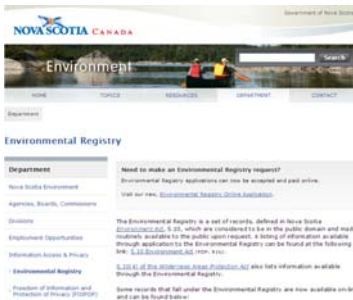 Government of Nova Scotia
NOVA SCOTIA CANADA
Environment
Search
HOME
TOPICS
RESOURCES
DEPARTMENT
CONTACT
Department
Environmental Registry
Department
Nova Scotia Environment
Agencies, Boards, Commissions
Divisions
Employment Opportunities
Information Access & Privacy
Environmental Registry
Freedom of Information and
Protection of Privacy (FOIPOP)
Need to make an Environmental Registry request?
Environmental Registry applications can now be accepted and paid online.
Visit our new, Environmental Registry Online Application.
The Environmental Registry is a set of records, defined in Nova Scotia
Environment Act, S.10, which are considered to be in the public domain and made
routinely available to the public upon request. A listing of information available
through application to the Environmental Registry can be found at the following
link: S.10 Environment Act
of the Wilderness Areas Protection Act also lists information available
through the Environmental Registry.
Some records that fall under the Environmental Registry are now available on-line
and can be found below: